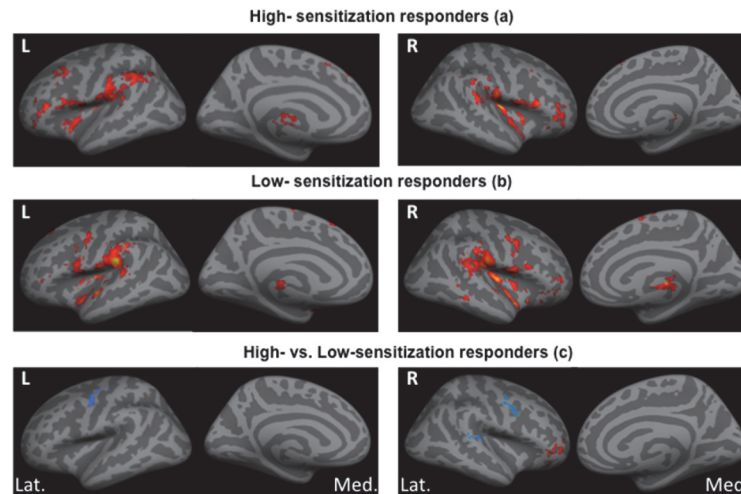 High- sensitization responders (a)
L
R
Low- sensitization responders (b)
L
R
High- vs. Low-sensitization responders (c)
L
R
Lat.
Med.
Lat.
Med.